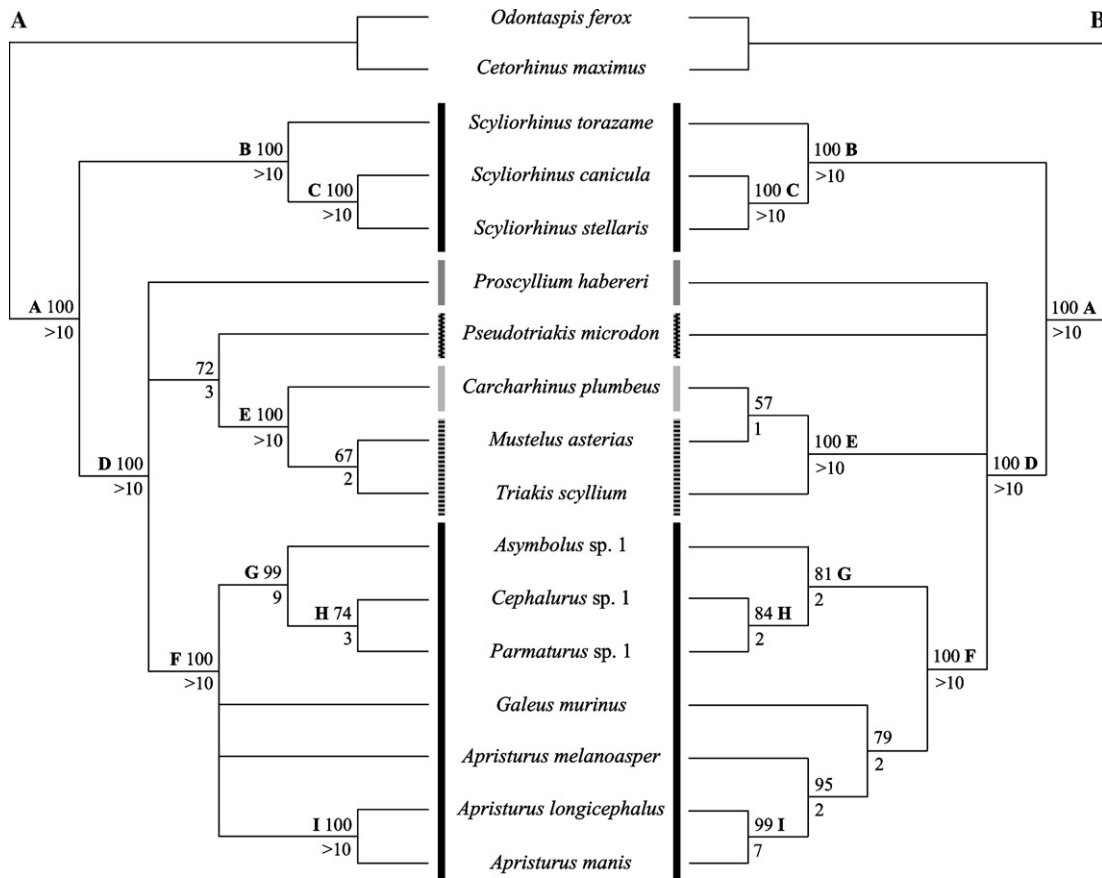 A
Odontaspis ferox
B
Cetorhinus maximus
Scyliorhinus torazame
B 100
>10
100 B
>10
Scyliorhinus canicula
C 100
>10
100 C
>10
Scyliorhinus stellaris
Proscyllium habereri
A 100
>10
100 A
>10
Pseudotriakis microdon
72
3
Carcharhinus plumbeus
57
1
E 100
>10
Mustelus asterias
100 E
>10
67
2
D 100
>10
100 D
>10
Triakis scyllium
Asymbolus sp. 1
G 99
9
81 G
2
Cephalurus sp. 1
H 74
3
84 H
2
Parmaturus sp. 1
F 100
>10
100 F
>10
Galeus murinus
79
2
Apristurus melanoasper
95
2
Apristurus longicephalus
I 100
>10
99 I
7
Apristurus manis